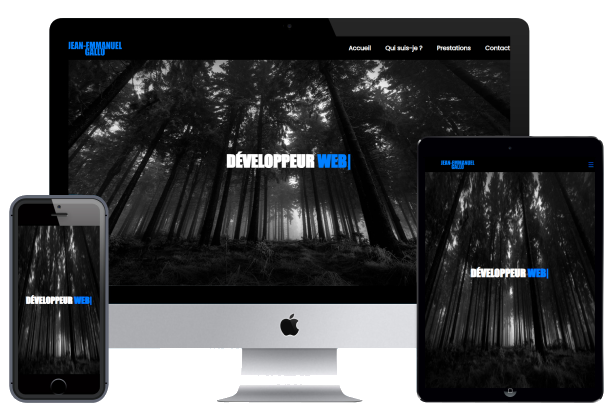 JEAN-EMMANUEL
GALLO
Accueil Qui suis-je ? Prestations Contact
DÉVELOPPEUR WEB|
DÉVELOPPEUR WEB|
JEAN-EMMANUEL
GALLO
DÉVELOPPEUR WEB|